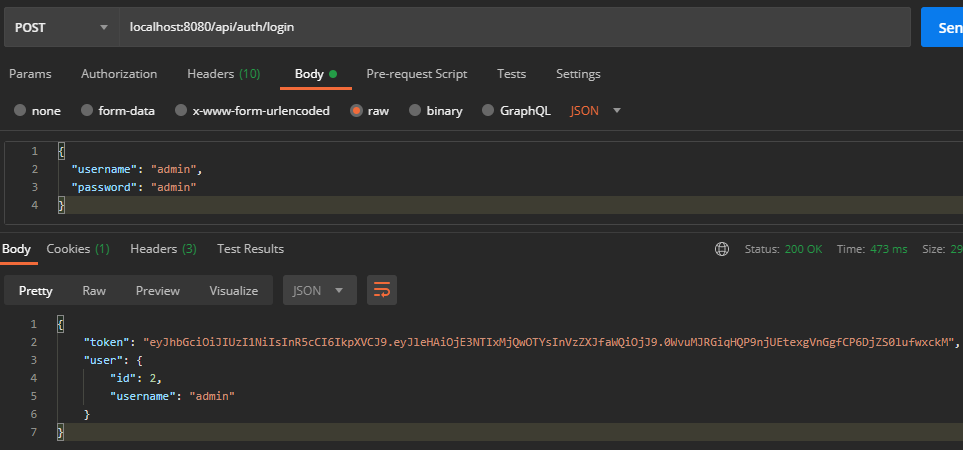 POST localhost:8080/api/auth/login Sen
Params Authorization Headers (10) Body Pre-request Script Tests Settings
none form-data x-www-form-urlencoded raw binary GraphQL JSON
1 {
2 "username": "admin",
3 "password": "admin"
4 }
Body Cookies (1) Headers (3) Test Results Status: 200 OK Time: 473 ms Size: 29
Pretty Raw Preview Visualize JSON
1 {
2 "token": "eyJhbGciOiJIUzI1NiIsInR5cCI6IkpXVCJ9.eyJleHAiOjE3NTIxMjQwOTYsInVzZXJfaWQiOjJ9.0WvuMJRGiqHQP9njUEtexgVnGgfCP6DjZS0lufwxckM",
3 "user": {
4 "id": 2,
5 "username": "admin"
6 }
7 }